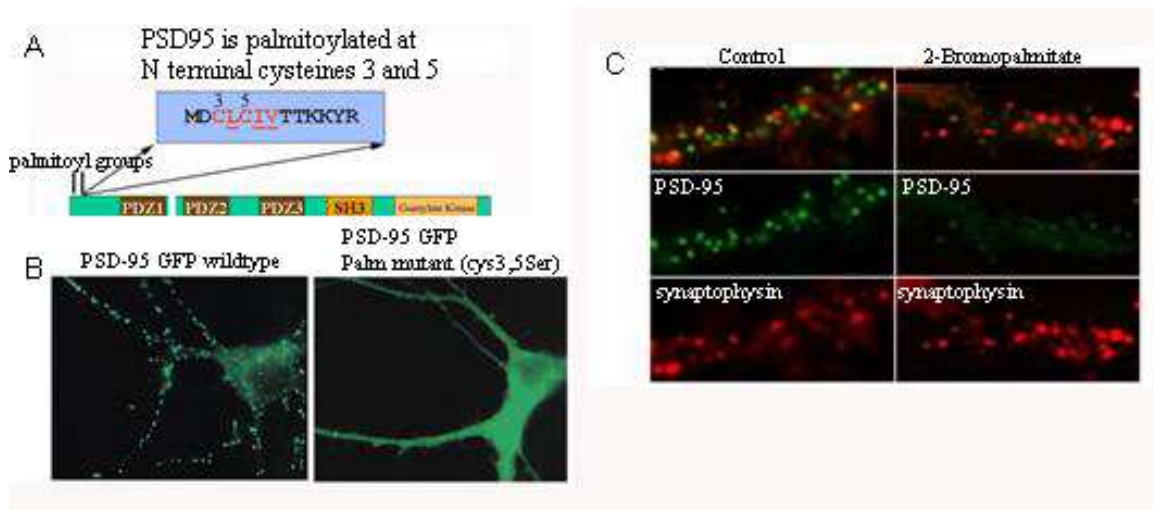 A
PSD95 is palmitoylated at
N terminal cysteines 3 and 5
3 5
MDCLCIVTTKKYR
palmitoyl groups
PDZ1 PDZ2 PDZ3 SH3 Guanylate Kinase
B
PSD-95 GFP wildtype
PSD-95 GFP
Palm mutant (cys3,5Ser)
C
Control 2-Bromopalmitate
PSD-95 PSD-95
synaptophysin synaptophysin